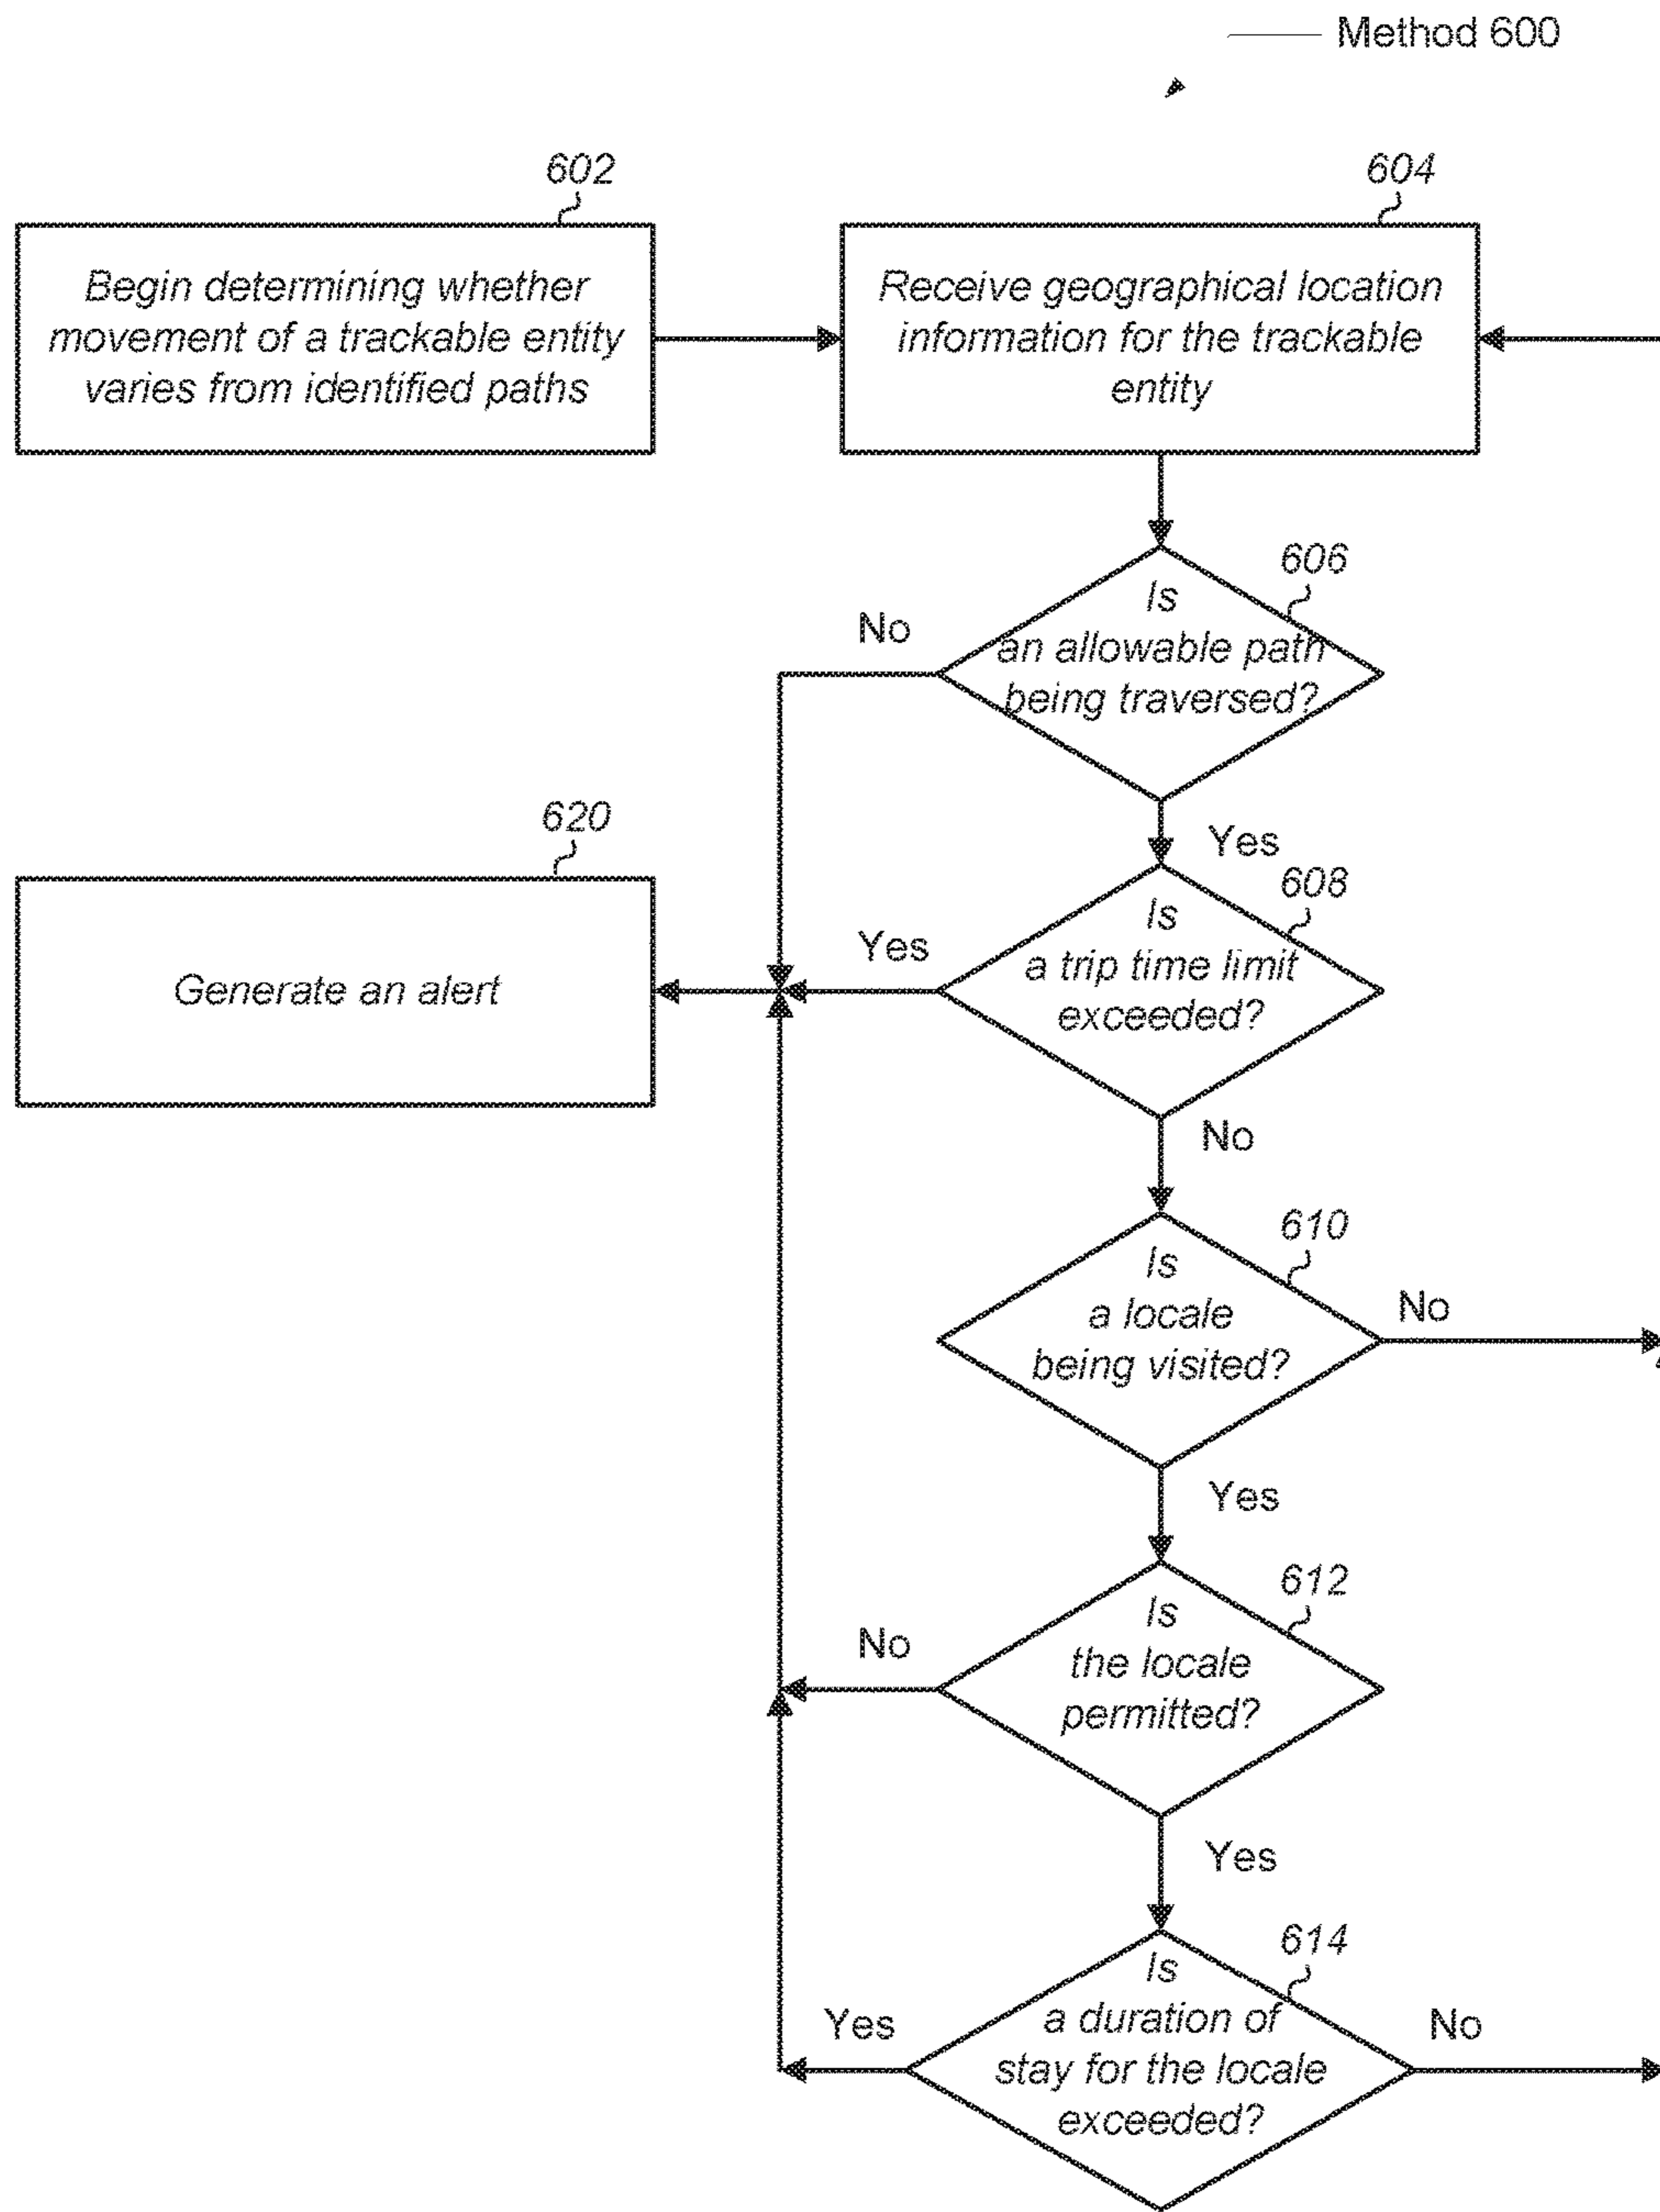 Method 600
602
Begin determining whether
movement of a trackable entity
varies from identified paths
604
Receive geographical location
information for the trackable
entity
606
Is
an allowable path
being traversed?
No
Yes
620
Generate an alert
608
Is
a trip time limit
exceeded?
Yes
No
610
Is
a locale
being visited?
No
Yes
612
Is
the locale
permitted?
No
Yes
614
Is
a duration of
stay for the locale
exceeded?
Yes
No